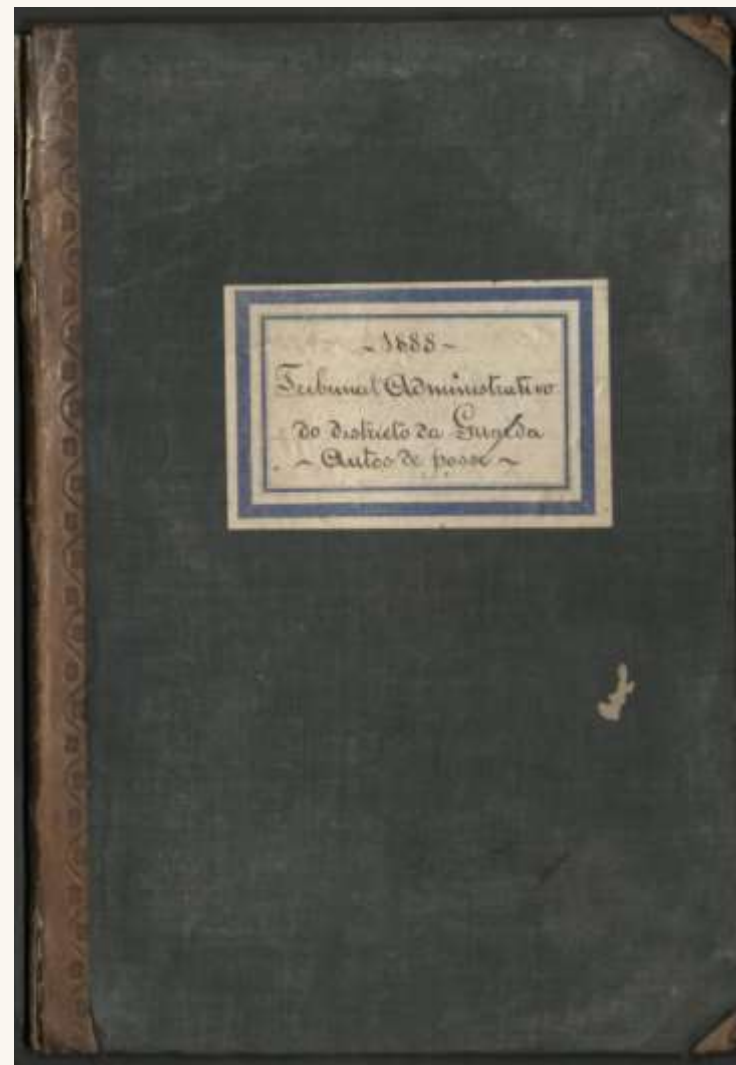 ~ 1888 ~
Tribunal Administrativo
do districto da Guarda
~ Autos de posse ~